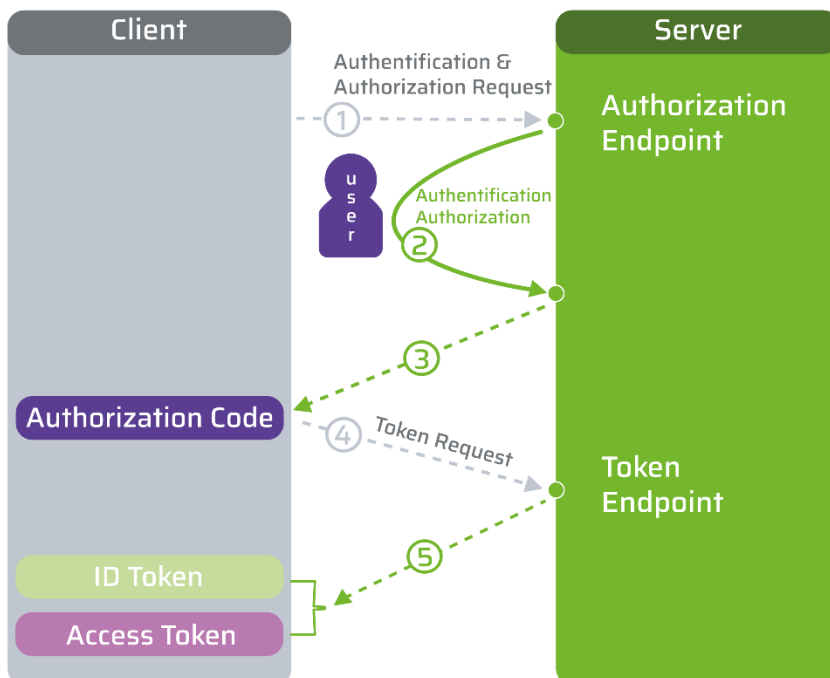 Client
Server
Authentification &
Authorization Request
1
Authorization
Endpoint
user
Authentification
Authorization
2
3
Authorization Code
4
Token Request
Token
Endpoint
5
ID Token
Access Token